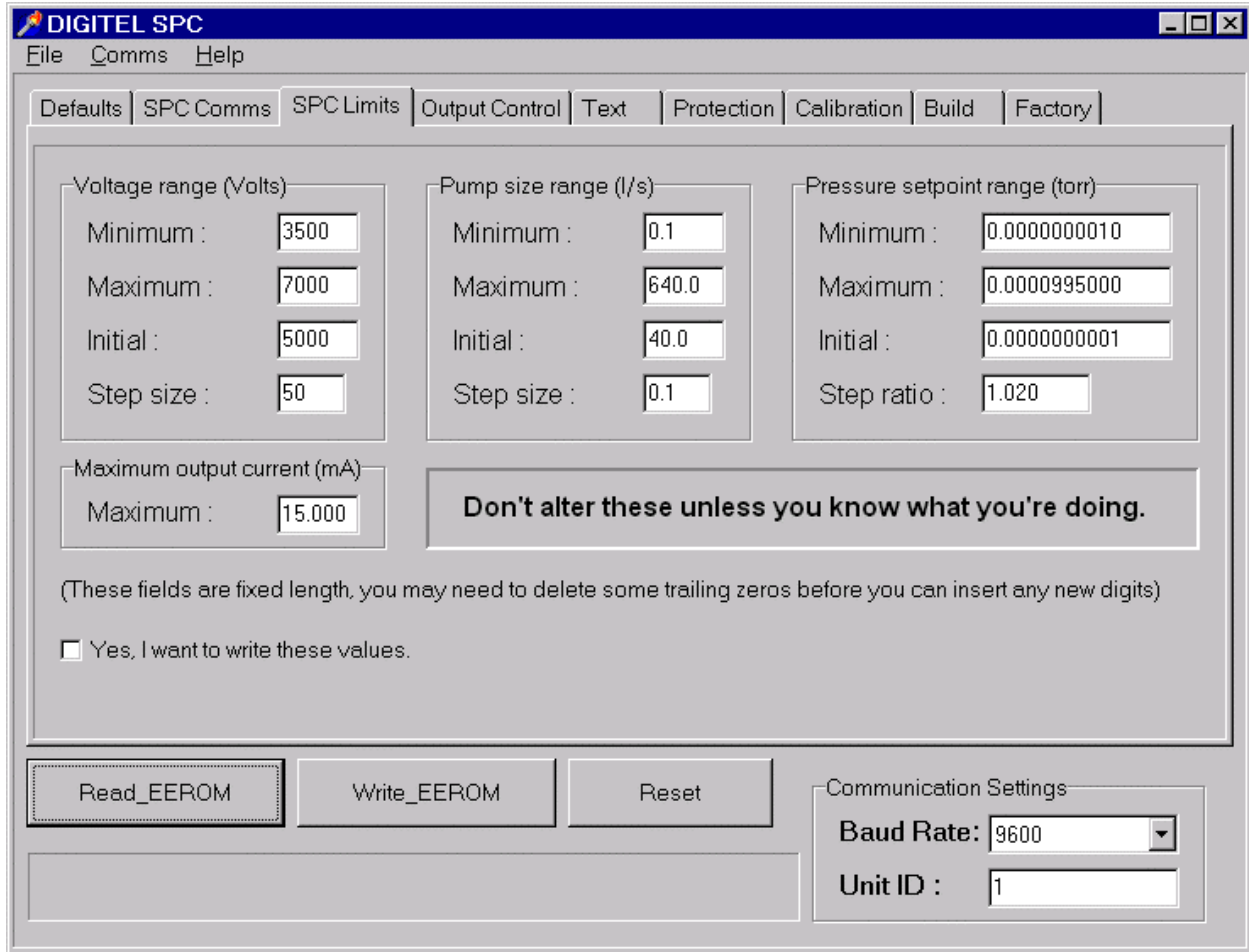 DIGITEL SPC
File Comms Help
Defaults SPC Comms SPC Limits Output Control Text Protection Calibration Build Factory
Voltage range (Volts) Pump size range (l/s) Pressure setpoint range (torr)
Minimum : 3500 Minimum : 0.1 Minimum : 0.0000000010
Maximum : 7000 Maximum : 640.0 Maximum : 0.0000995000
Initial : 5000 Initial : 40.0 Initial : 0.0000000001
Step size : 50 Step size : 0.1 Step ratio : 1.020
Maximum output current (mA)
Maximum : 15.000 Don't alter these unless you know what you're doing.
(These fields are fixed length, you may need to delete some trailing zeros before you can insert any new digits)
Yes, I want to write these values.
Read_EEROM Write_EEROM Reset Communication Settings
Baud Rate: 9600
Unit ID : 1